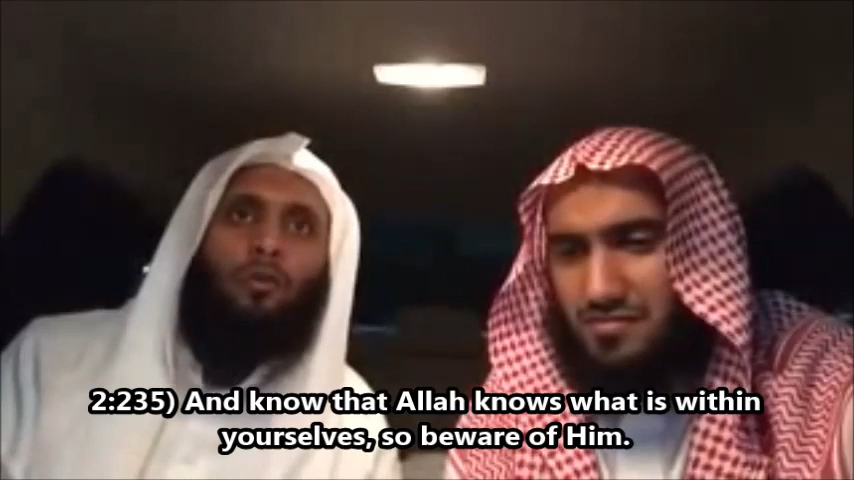 2:235) And know that Allah knows what is within
yourselves, so beware of Him.